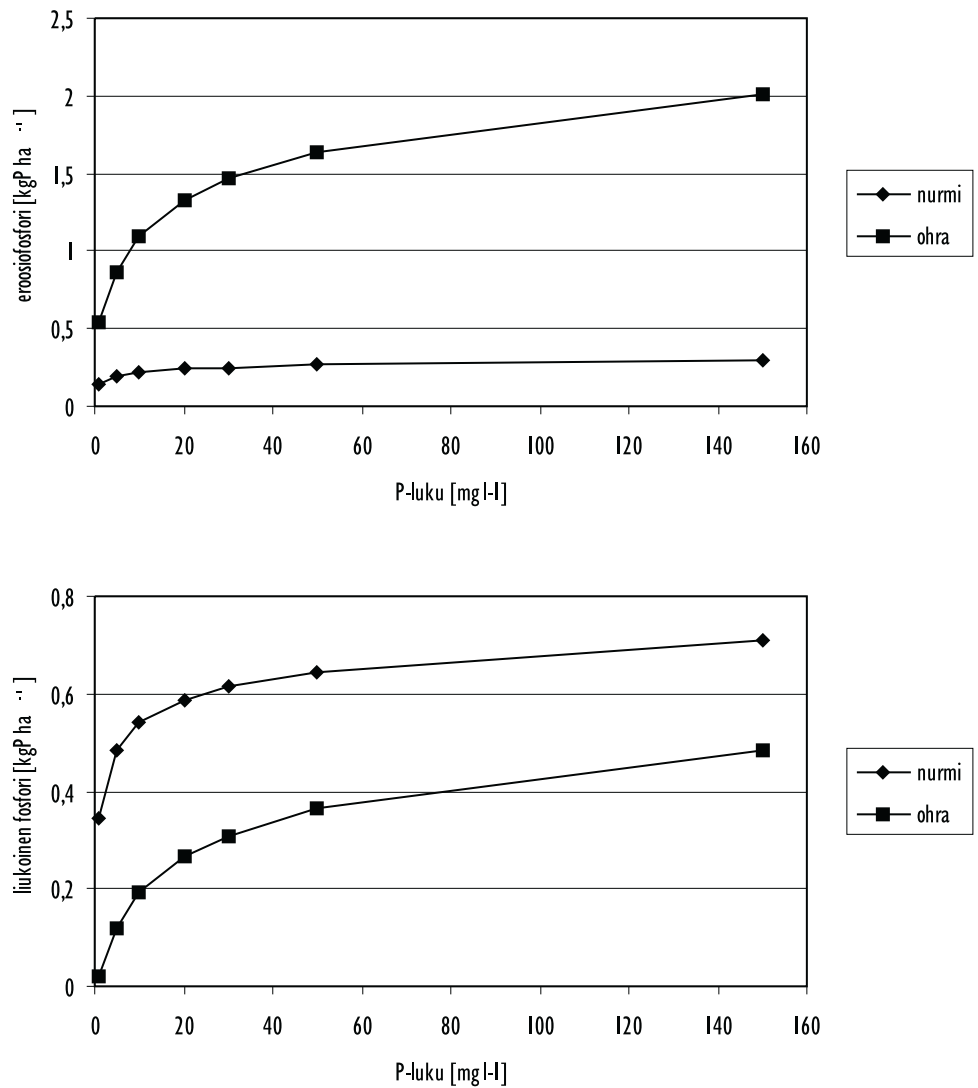 2,5
2
1,5
1
0,5
0
eroosiofosfori [kgP ha ⁻¹ ]
0 20 40 60 80 100 120 140 160
P-luku [mg l-l]
nurmi
ohra
0,8
0,6
0,4
0,2
0
liukoinen fosfori [kgP ha ⁻¹ ]
0 20 40 60 80 100 120 140 160
P-luku [mg l-l]
nurmi
ohra